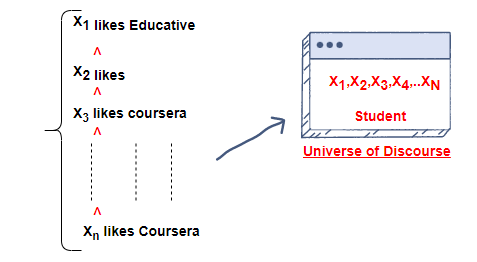 X1 likes Educative
^
X2 likes
^
X3 likes coursera
^
^
Xn likes Coursera
X1,X2,X3,X4,..XN
Student
Universe of Discourse